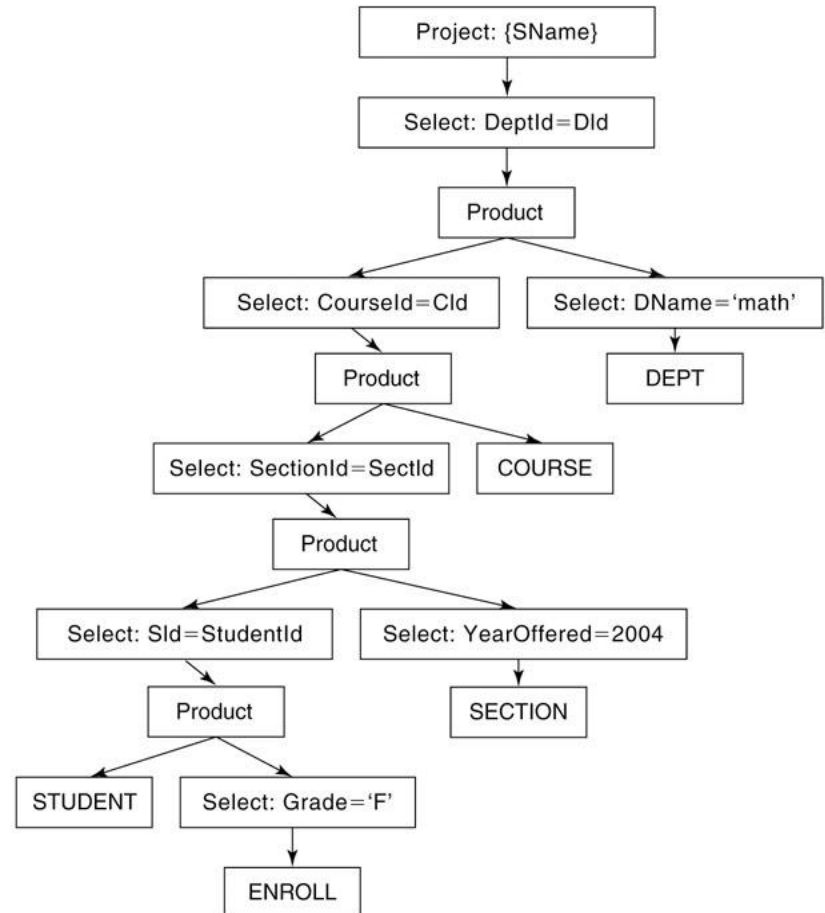 Project: {SName}
Select: DeptId=DId
Product
Select: CourseId=CId
Select: DName=‘math’
Product
DEPT
Select: SectionId=SectId
COURSE
Product
Select: SId=StudentId
Select: YearOffered=2004
Product
SECTION
STUDENT
Select: Grade=‘F’
ENROLL